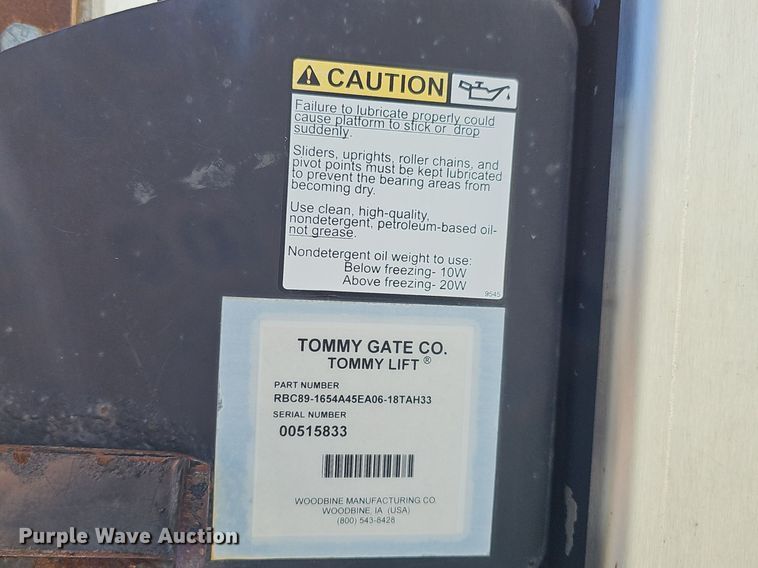 CAUTION
Failure to lubricate properly could
cause platform to stick or drop
suddenly.
Sliders, uprights, roller chains, and
pivot points must be kept lubricated
to prevent the bearing areas from
becoming dry.
Use clean, high-quality,
nondetergent, petroleum-based oil-
not grease.
Nondetergent oil weight to use:
Below freezing- 10W
Above freezing- 20W
9545
TOMMY GATE CO.
TOMMY LIFT ®
PART NUMBER
RBC89-1654A45EA06-18TAH33
SERIAL NUMBER
00515833
WOODBINE MANUFACTURING CO.
WOODBINE, IA (USA)
(800) 543-8428
Purple Wave Auction